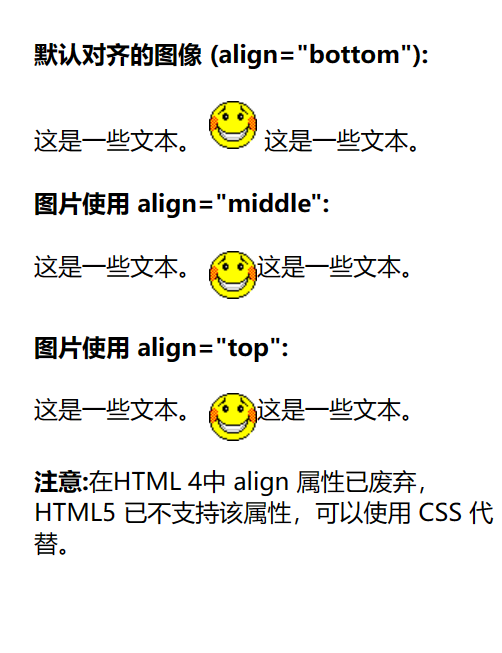 默认对齐的图像 (align="bottom"):
这是一些文本。 这是一些文本。
图片使用 align="middle":
这是一些文本。 这是一些文本。
图片使用 align="top":
这是一些文本。 这是一些文本。
注意:在HTML 4中 align 属性已废弃，
HTML5 已不支持该属性，可以使用 CSS 代
替。